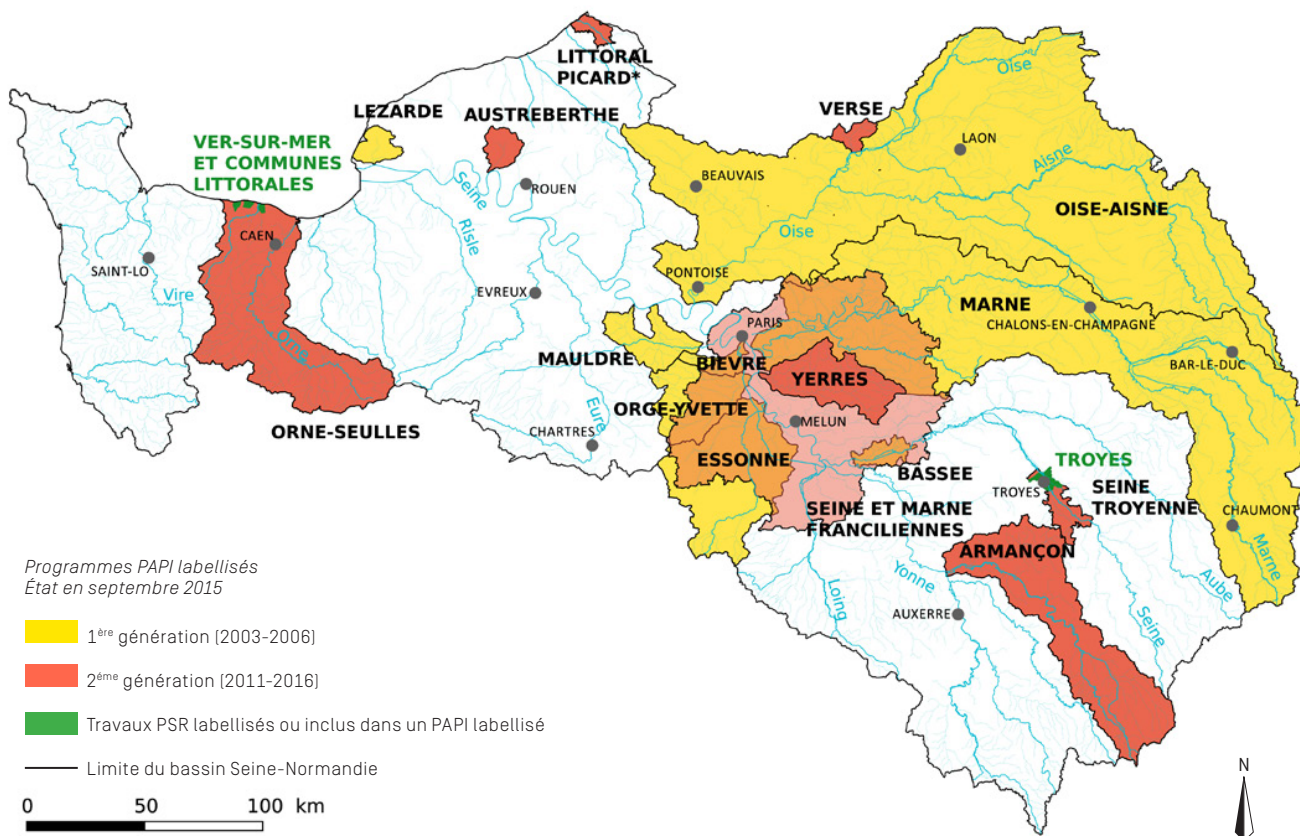 LITTORAL
PICARD*
Oise
LEZARDE
AUSTREBERTHE
VERSE
VER-SUR-MER
ET COMMUNES
LITTORALES
LAON
Aisne
BEAUVAIS
Seine
ROUEN
OISE-AISNE
CAEN
Risle
Oise
SAINT-LO
PONTOISE
Vire
EVREUX
MARNE
CHALONS-EN-CHAMPAGNE
PARIS
Orne
MAULDRE
BIEVRE
YERRES
BAR-LE-DUC
ORGE-YVETTE
Eure
MELUN
ORNE-SEULLES
CHARTRES
ESSONNE
BASSEE
TROYES
TROYES
SEINE
TROYENNE
SEINE ET MARNE
FRANCILIENNES
CHAUMONT
ARMANÇON
Marne
Yonne
Aube
Loing
Seine
AUXERRE
Programmes PAPI labellisés
État en septembre 2015
1ère génération (2003-2006)
2éme génération (2011-2016)
Travaux PSR labellisés ou inclus dans un PAPI labellisé
Limite du bassin Seine-Normandie
N
0 50 100 km